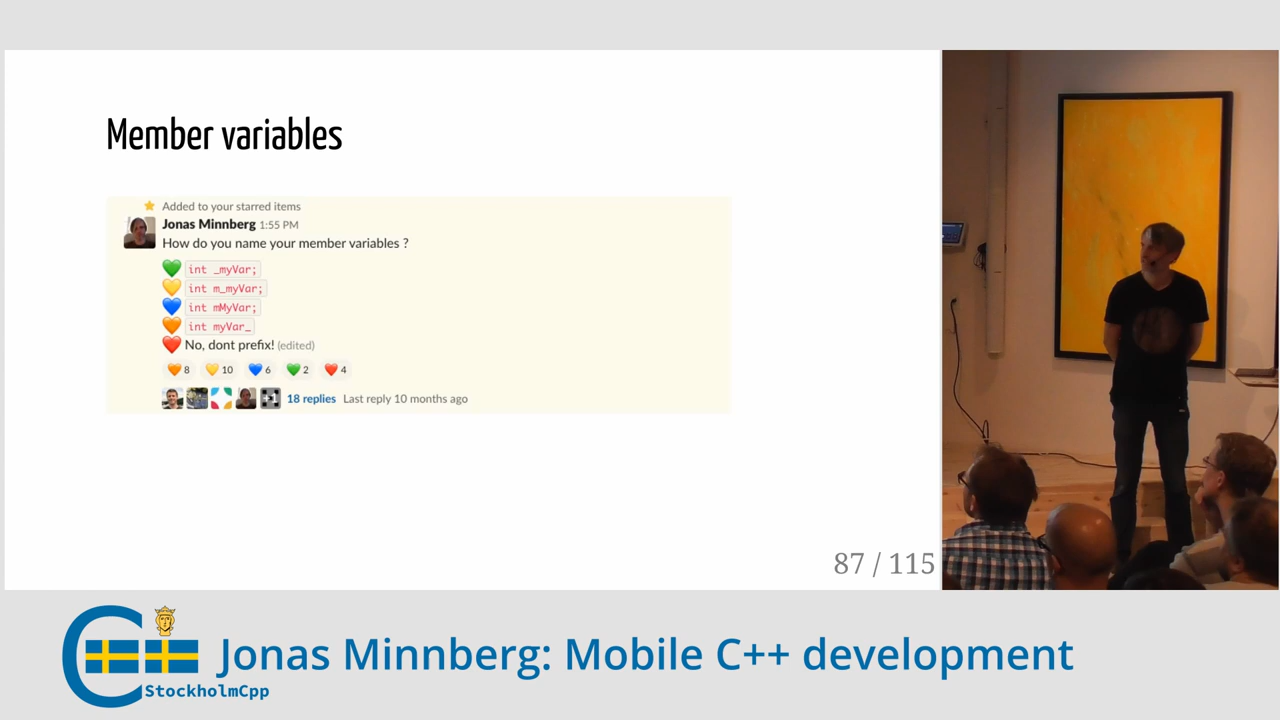 Member variables
Added to your starred items
Jonas Minnberg 1:55 PM
How do you name your member variables ?
int _myVar;
int m_myVar;
int mMyVar;
int myVar_
No, dont prefix! (edited)
8 10 6 2 4
+1 18 replies Last reply 10 months ago
87 / 115
C++
Jonas Minnberg: Mobile C++ development
StockholmCpp